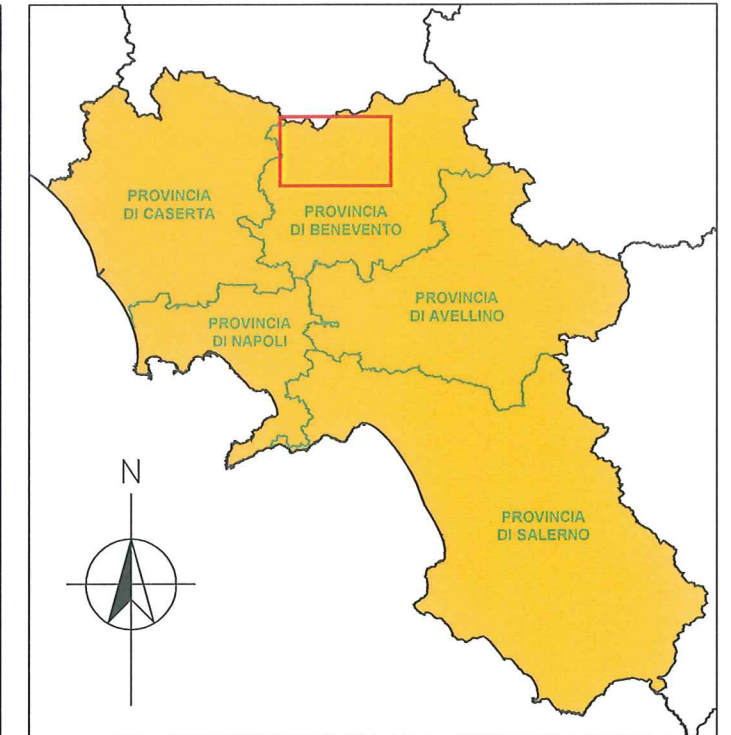 PROVINCIA
DI CASERTA
PROVINCIA
DI BENEVENTO
PROVINCIA
DI AVELLINO
PROVINCIA
DI NAPOLI
N
PROVINCIA
DI SALERNO